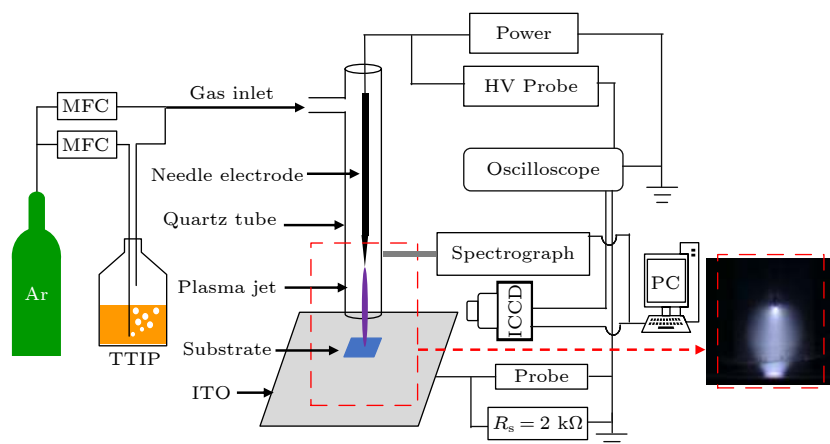 Power
Gas inlet
MFC
HV Probe
MFC
Oscilloscope
Needle electrode
Quartz tube
Spectrograph
Plasma jet
PC
Ar
ICCD
Substrate
TTIP
Probe
ITO
Rs = 2 kΩ